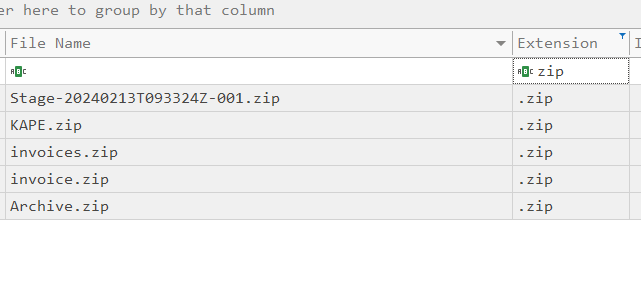 er here to group by that column
File Name Extension I
ABC ABC zip
Stage-20240213T093324Z-001.zip .zip
KAPE.zip .zip
invoices.zip .zip
invoice.zip .zip
Archive.zip .zip